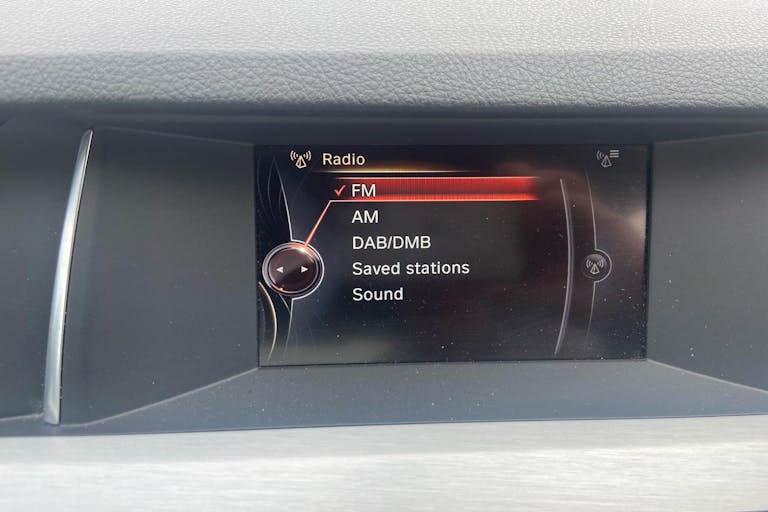 Radio
FM
AM
DAB/DMB
Saved stations
Sound